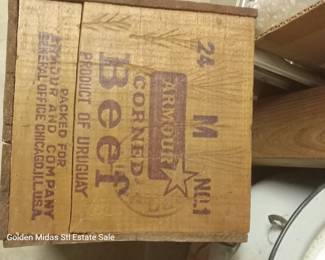 24 M NO.1
ARMOUR
CORNED
Beef
PRODUCT OF URUGUAY
PACKED FOR
ARMOUR AND COMPANY
GENERAL OFFICE CHICAGO, ILL. U.S.A.
Golden Midas Stl Estate Sale